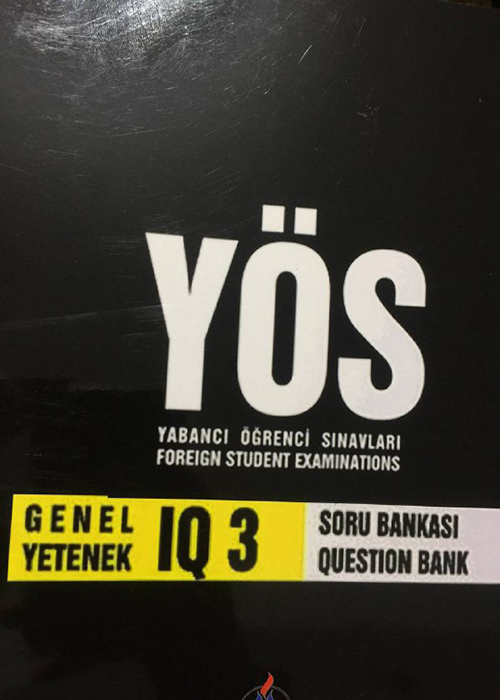 YÖS
YABANCI ÖĞRENCİ SINAVLARI
FOREIGN STUDENT EXAMINATIONS
GENEL YETENEK IQ 3
SORU BANKASI
QUESTION BANK